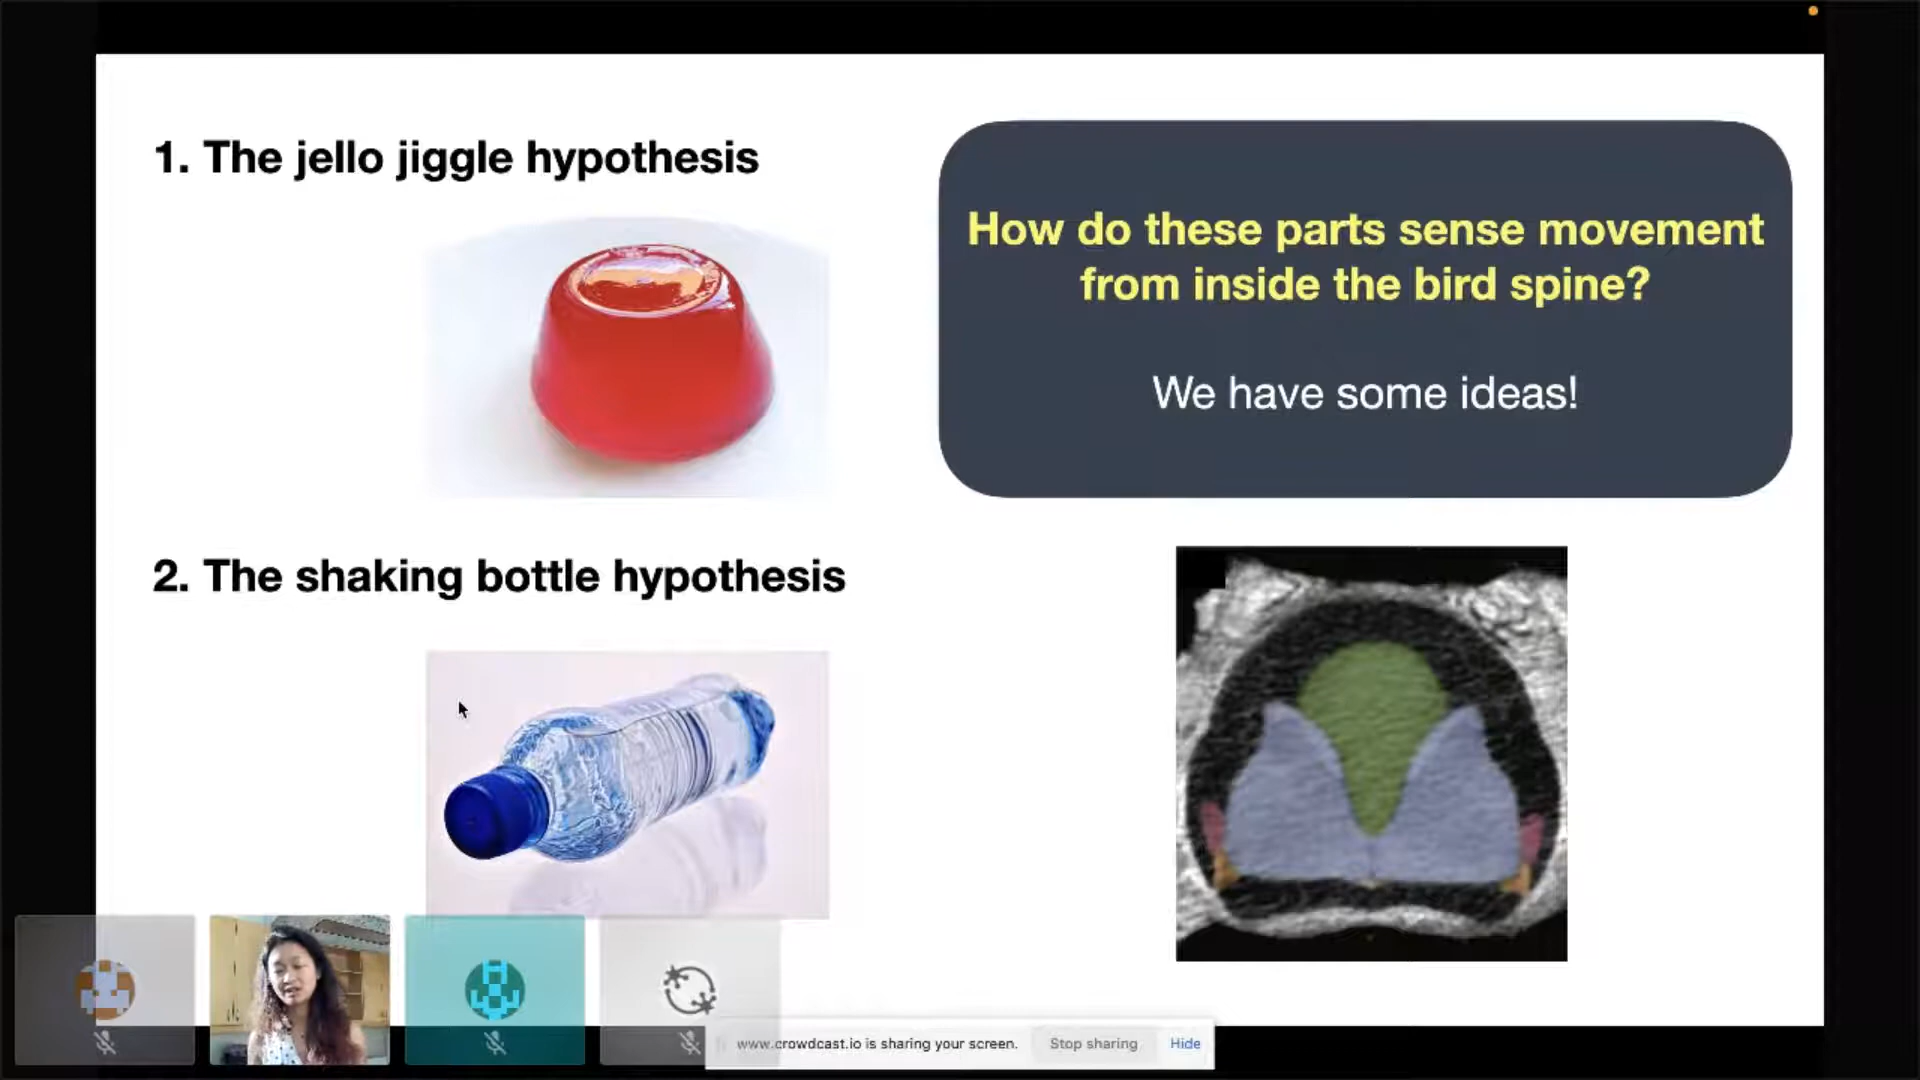 1. The jello jiggle hypothesis
How do these parts sense movement
from inside the bird spine?
We have some ideas!
2. The shaking bottle hypothesis
www.crowdcast.io is sharing your screen.
Stop sharing
Hide